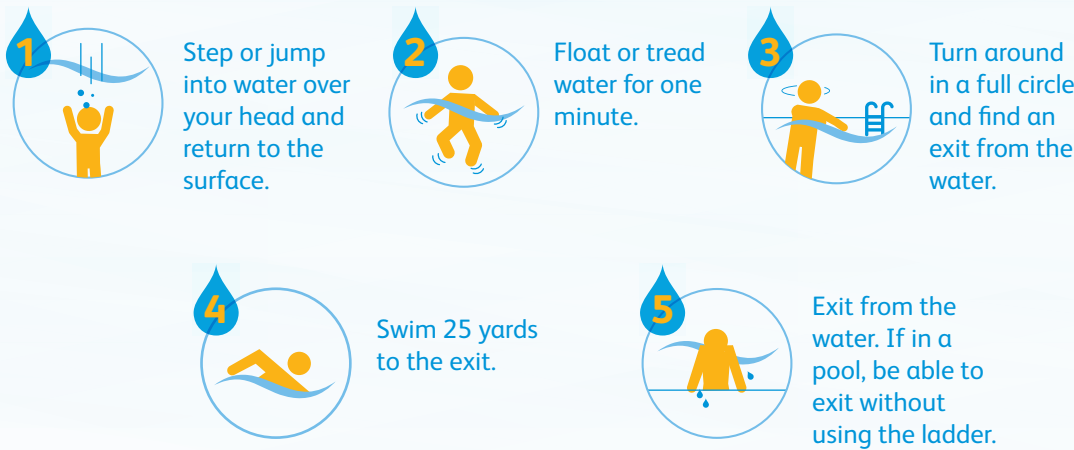 1
Step or jump
into water over
your head and
return to the
surface.
2
Float or tread
water for one
minute.
3
Turn around
in a full circle
and find an
exit from the
water.
4
Swim 25 yards
to the exit.
5
Exit from the
water. If in a
pool, be able to
exit without
using the ladder.